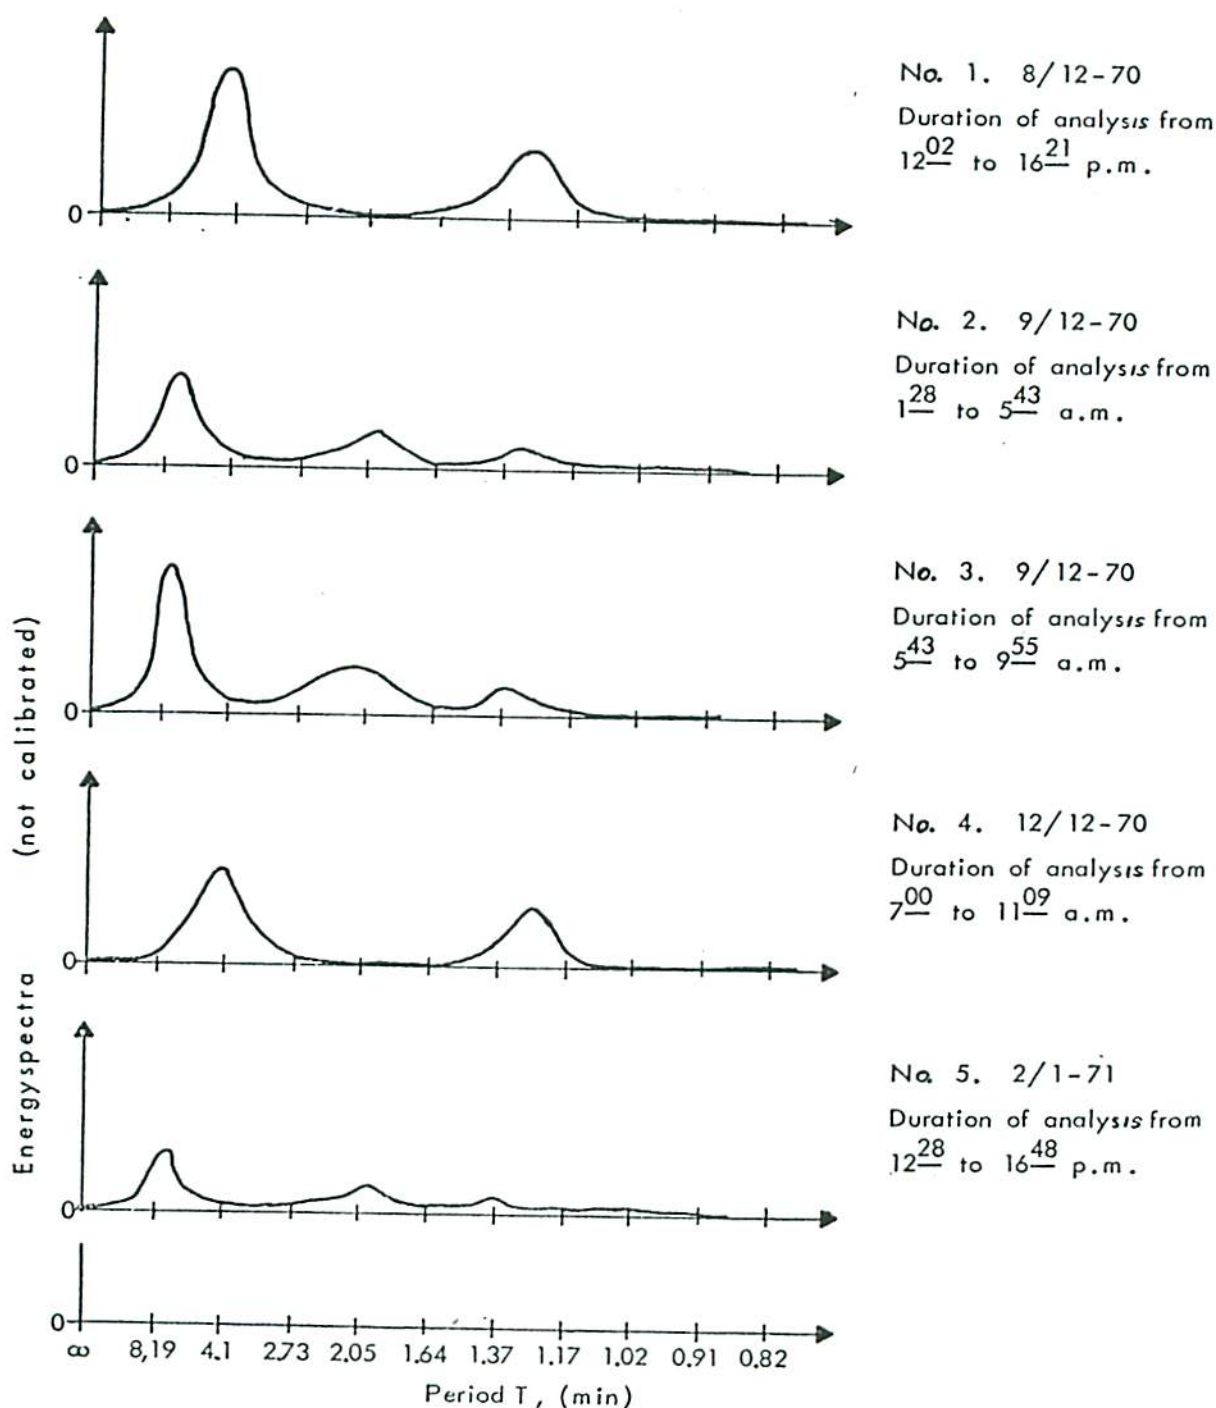 No. 1. 8/12-70
Duration of analysis from
12 02 to 16 21 p.m.
0
No. 2. 9/12-70
Duration of analysis from
1 28 to 5 43 a.m.
0
No. 3. 9/12-70
Duration of analysis from
5 43 to 9 55 a.m.
0
No. 4. 12/12-70
Duration of analysis from
7 00 to 11 09 a.m.
0
No. 5. 2/1-71
Duration of analysis from
12 28 to 16 48 p.m.
0
Energyspectra (not calibrated)
0
∞ 8,19 4.1 2.73 2.05 1.64 1.37 1.17 1.02 0.91 0.82
Period T, (min)